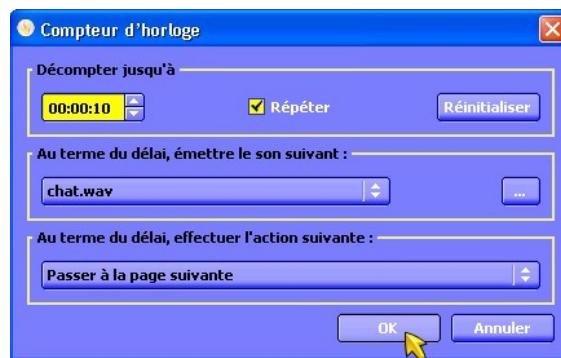 Compteur d'horloge
Décompter jusqu'à
00:00:10 Répéter Réinitialiser
Au terme du délai, émettre le son suivant :
chat.wav ...
Au terme du délai, effectuer l'action suivante :
Passer à la page suivante
OK Annuler